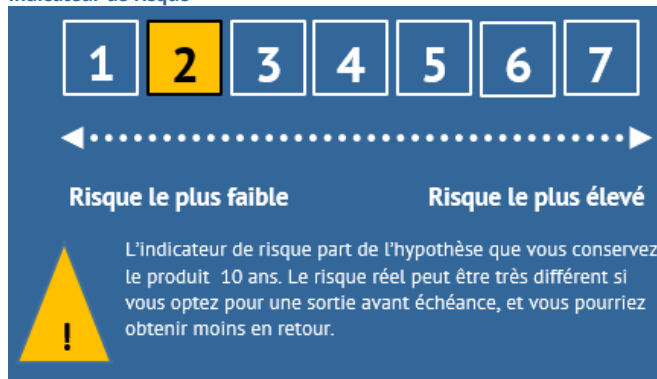 1 2 3 4 5 6 7
Risque le plus faible Risque le plus élevé
L'indicateur de risque part de l'hypothèse que vous conservez
le produit 10 ans. Le risque réel peut être très différent si
vous optez pour une sortie avant échéance, et vous pourriez
obtenir moins en retour.
!